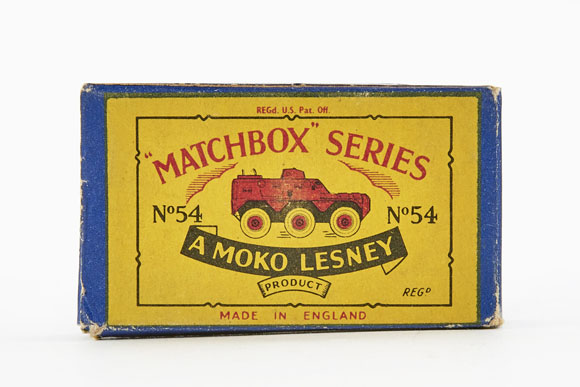 REGd. U.S. Pat. Off.
"MATCHBOX" SERIES
Nº54 Nº54
A MOKO LESNEY
PRODUCT
REGᴰ
MADE IN ENGLAND